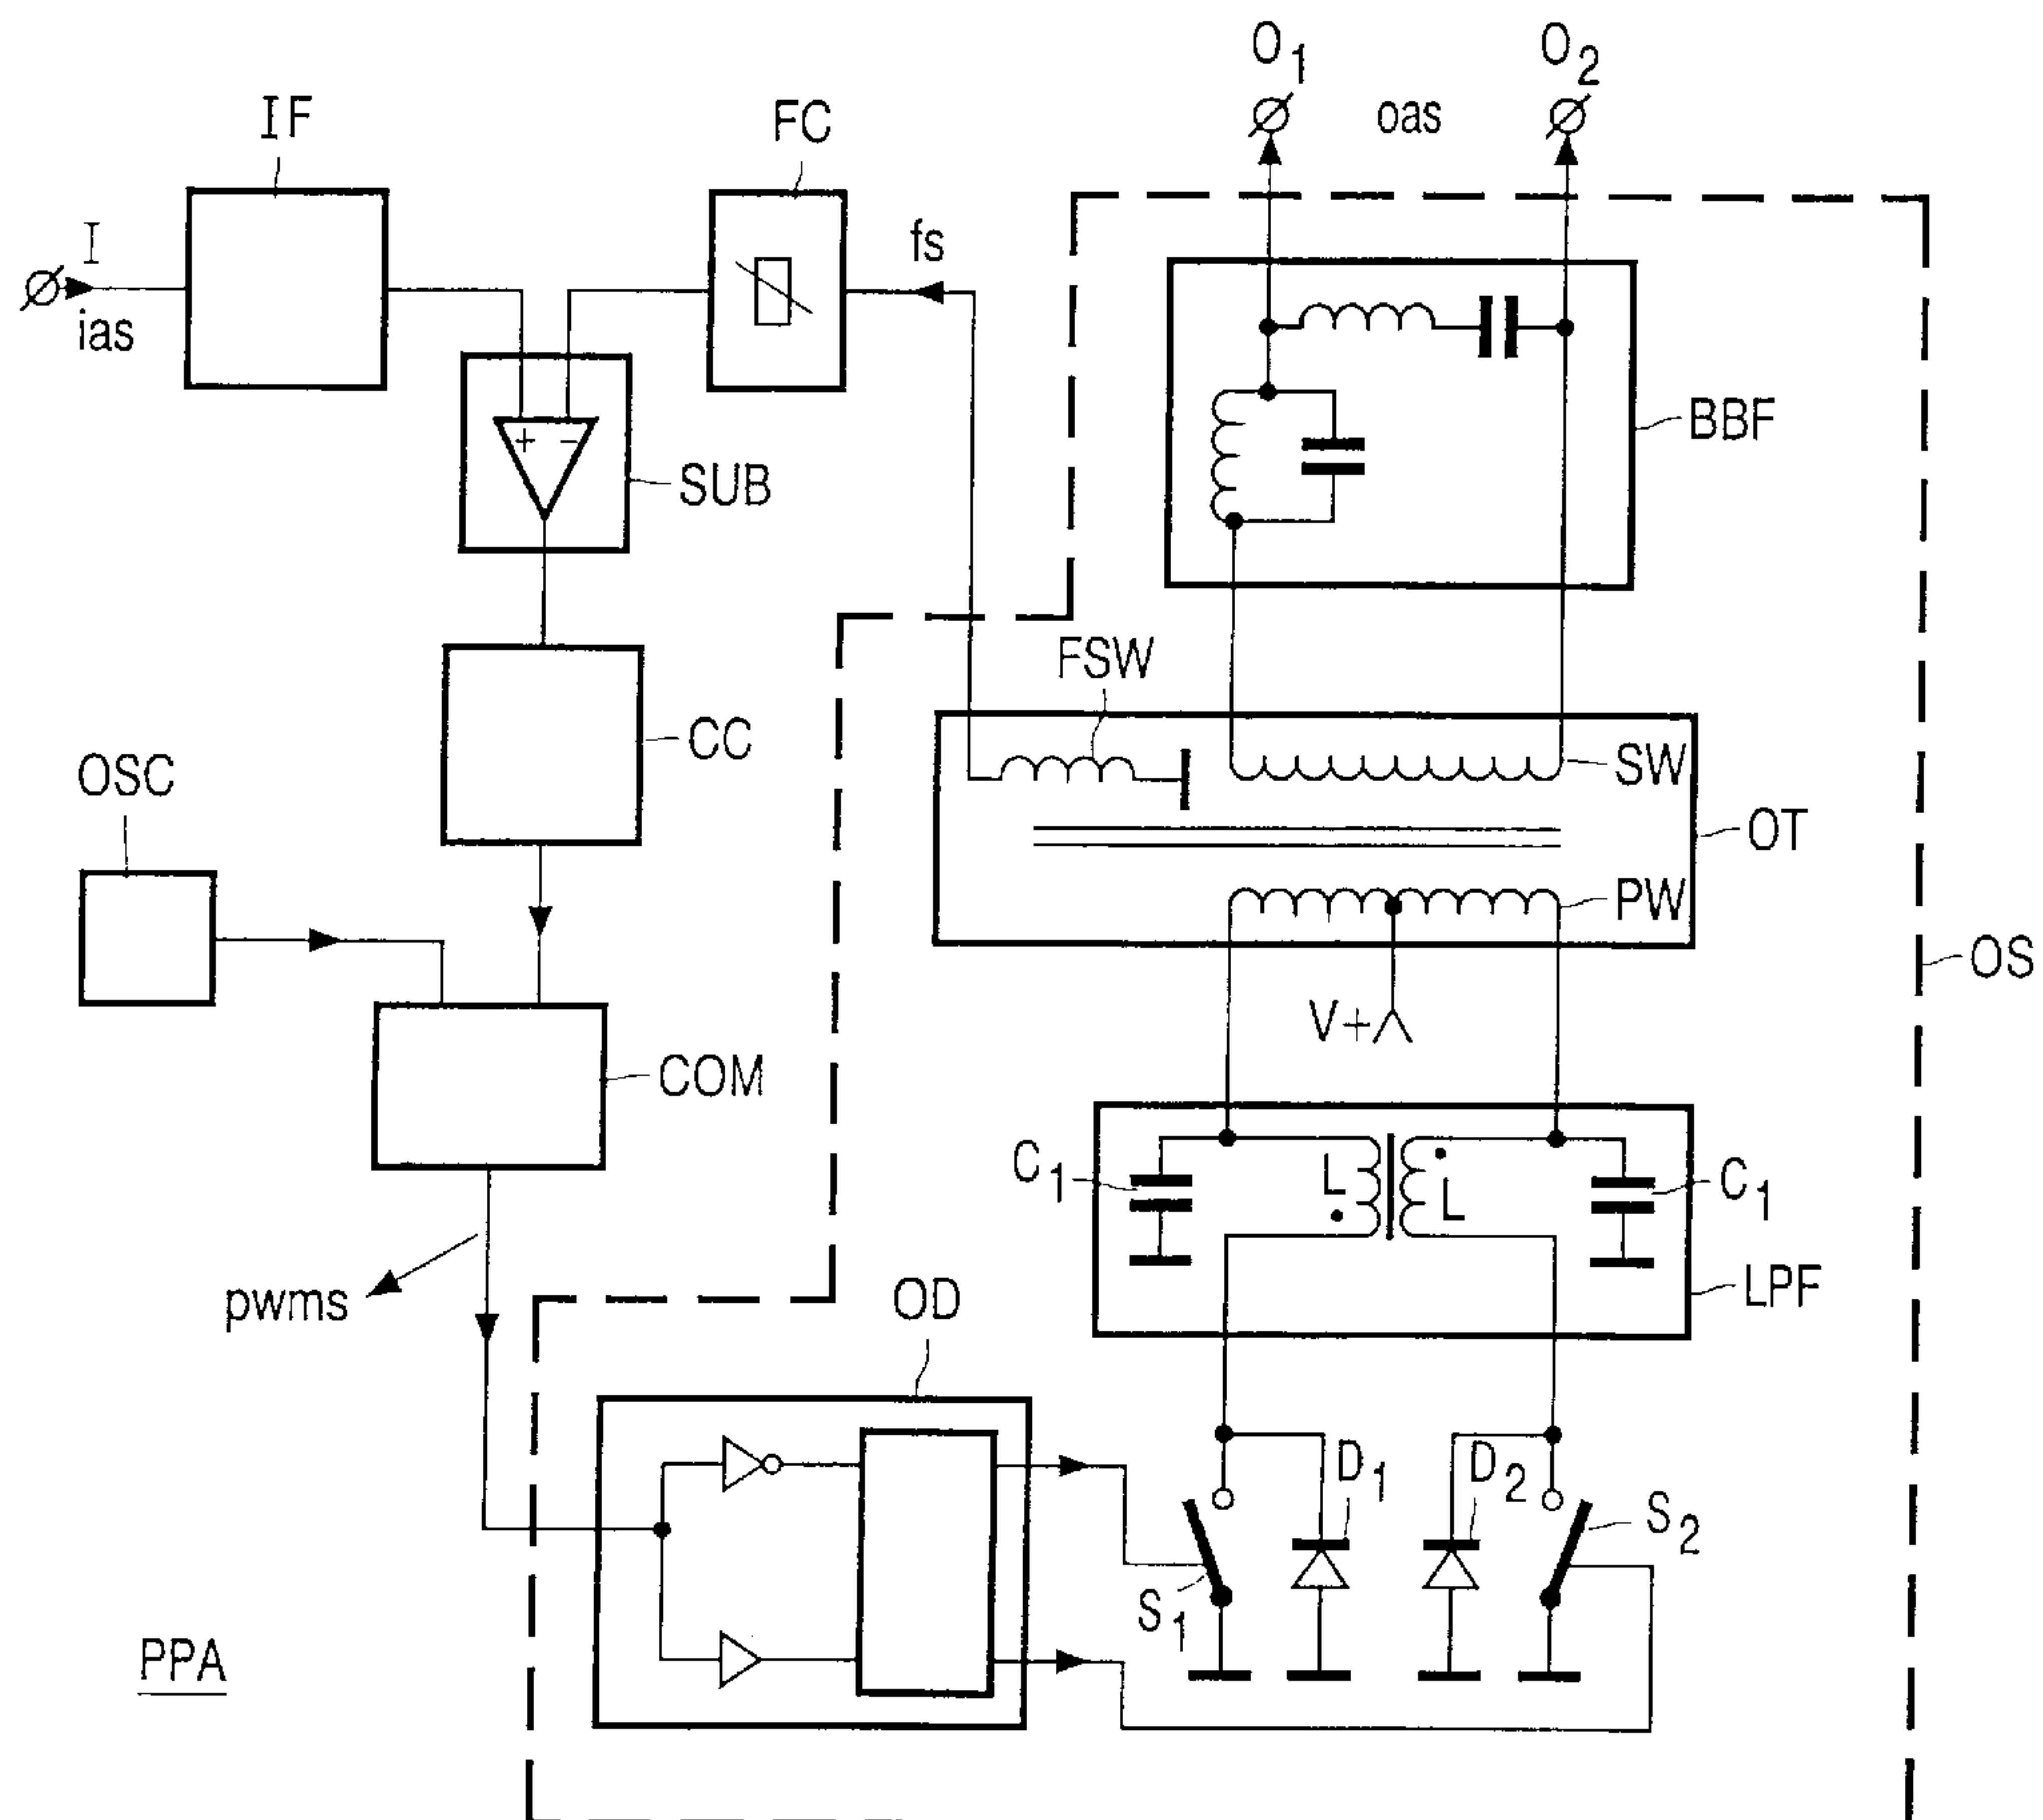 O1
O2
oas
IF
FC
I
ias
fs
+ −
SUB
BBF
FSW
SW
CC
OSC
OT
PW
V+
OS
COM
C1
L
L
C1
LPF
pwms
OD
D1
D2
S2
S1
PPA